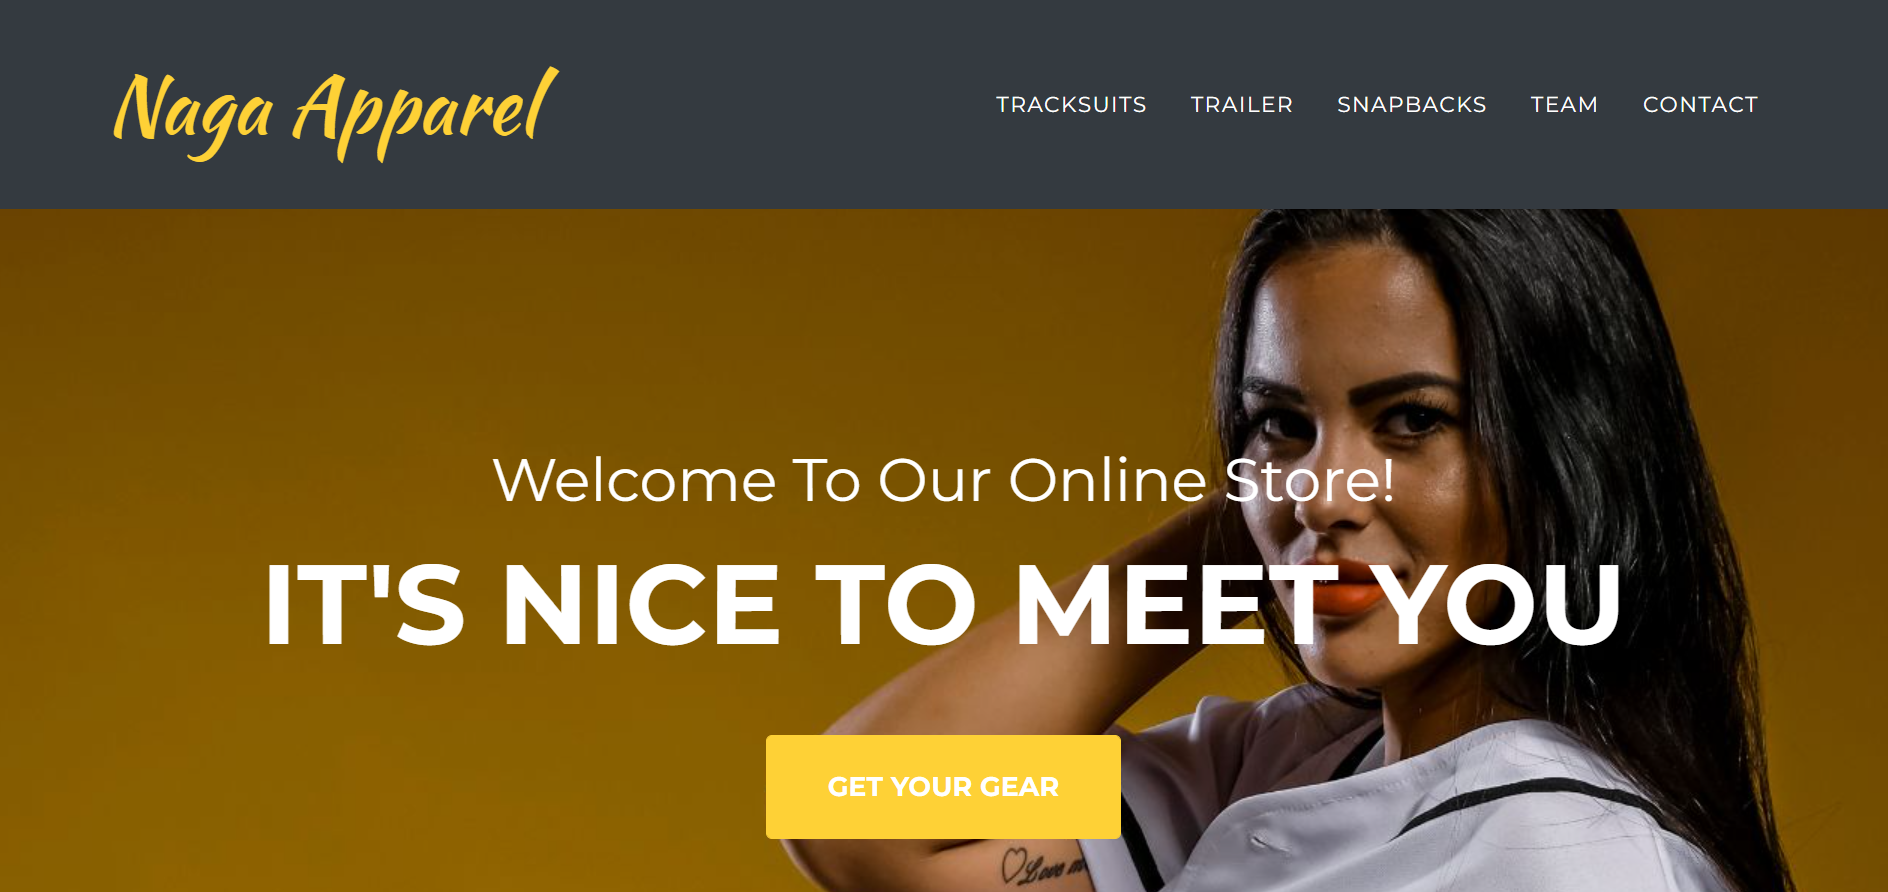 Naga Apparel
TRACKSUITS TRAILER SNAPBACKS TEAM CONTACT
Welcome To Our Online Store!
IT'S NICE TO MEET YOU
GET YOUR GEAR
Love